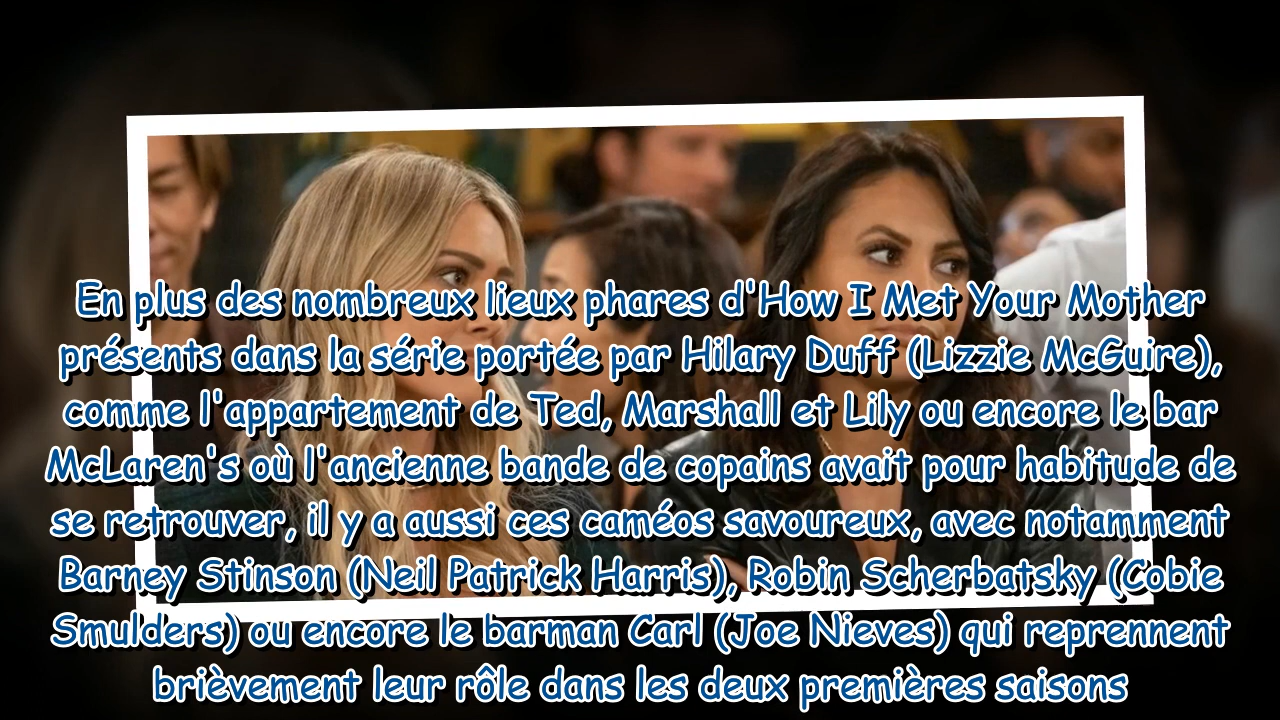 En plus des nombreux lieux phares d'How I Met Your Mother
présents dans la série portée par Hilary Duff (Lizzie McGuire),
comme l'appartement de Ted, Marshall et Lily ou encore le bar
McLaren's où l'ancienne bande de copains avait pour habitude de
se retrouver, il y a aussi ces caméos savoureux, avec notamment
Barney Stinson (Neil Patrick Harris), Robin Scherbatsky (Cobie
Smulders) ou encore le barman Carl (Joe Nieves) qui reprennent
brièvement leur rôle dans les deux premières saisons